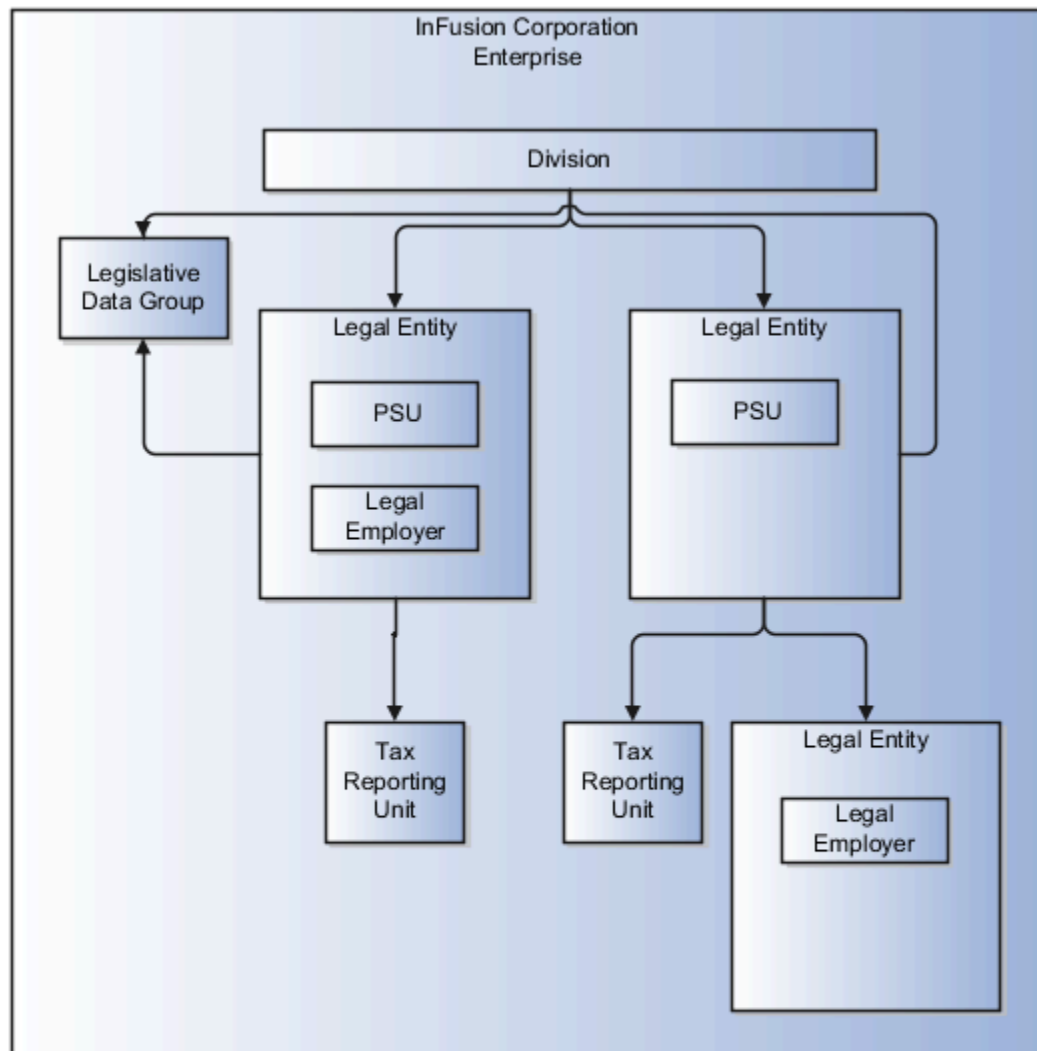 InFusion Corporation
Enterprise
Division
Legislative
Data Group
Legal Entity
PSU
Legal
Employer
Legal Entity
PSU
Tax
Reporting
Unit
Tax
Reporting
Unit
Legal Entity
Legal
Employer